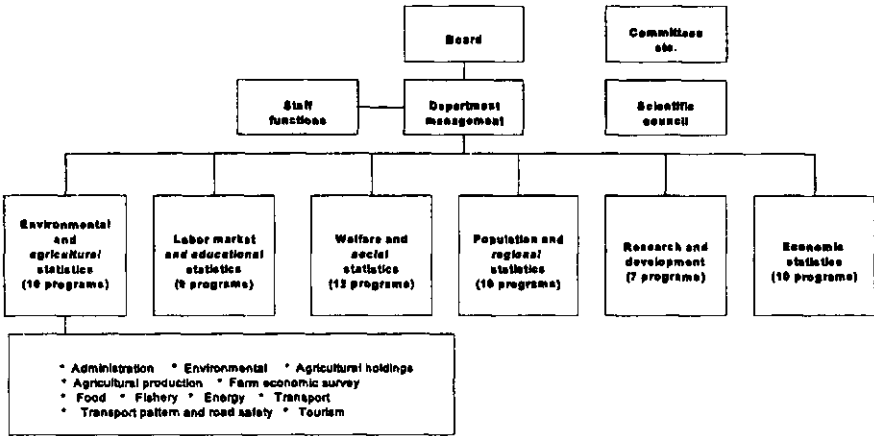 Board
Committees
etc.
Staff
functions
Department
management
Scientific
council
Environmental
and
agricultural
statistics
(10 programs)
Labor market
and educational
statistics
(9 programs)
Welfare and
social
statistics
(12 programs)
Population and
regional
statistics
(10 programs)
Research and
development
(7 programs)
Economic
statistics
(10 programs)
* Administration * Environmental * Agricultural holdings
* Agricultural production * Farm economic survey
* Food * Fishery * Energy * Transport
* Transport pattern and road safety * Tourism